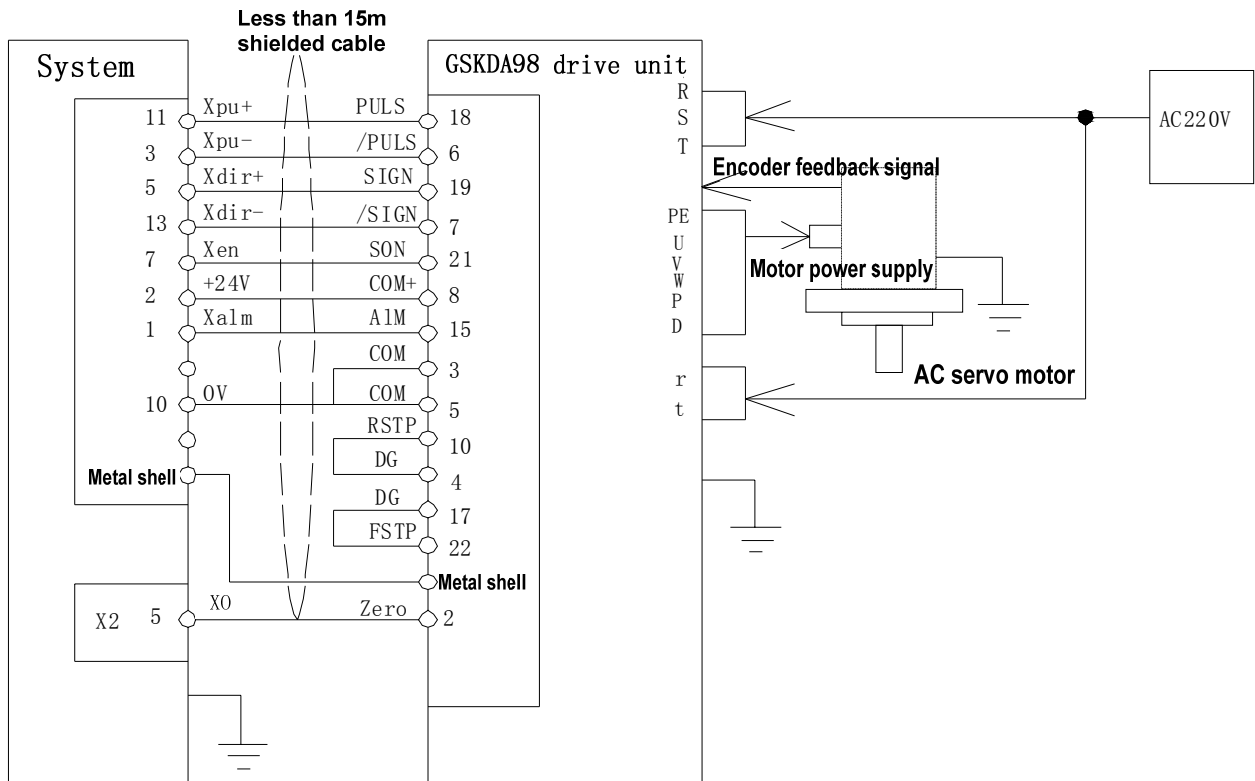 Less than 15m
shielded cable
System
GSKDA98 drive unit
11 Xpu+ PULS 18
3 Xpu- /PULS 6
5 Xdir+ SIGN 19
13 Xdir- /SIGN 7
7 Xen SON 21
2 +24V COM+ 8
1 Xalm AlM 15
COM 3
10 0V COM 5
RSTP 10
DG 4
DG 17
FSTP 22
Metal shell
Metal shell
X2 5 X0 Zero 2
R
S
T
Encoder feedback signal
PE
U
V
W
P
D
Motor power supply
r
t
AC servo motor
AC220V